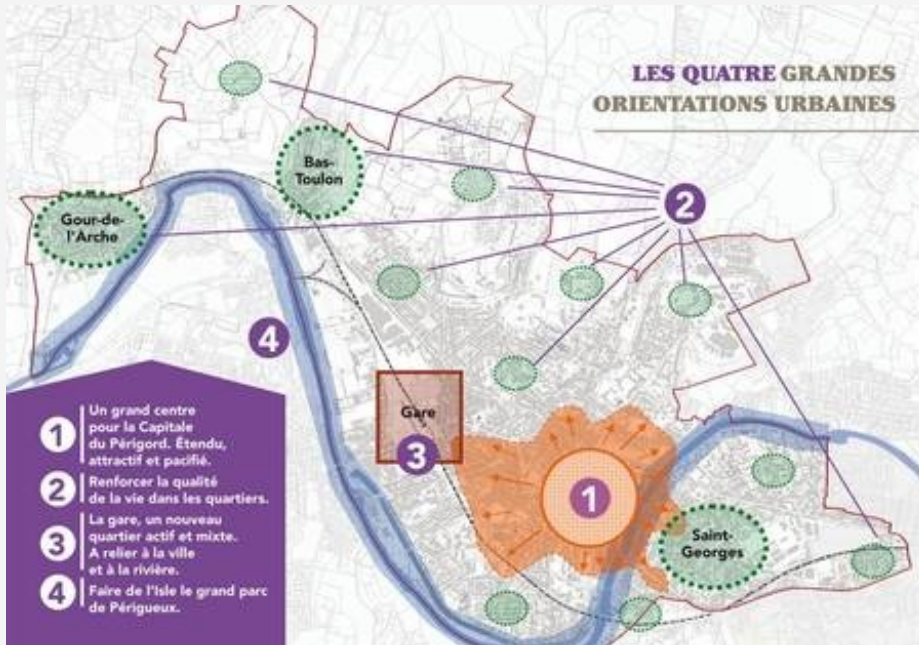 LES QUATRE GRANDES
ORIENTATIONS URBAINES
Bas-
Toulon
Gour-de-
l'Arche
2
4
Gare
3
1
Saint-
Georges
1
Un grand centre
pour la Capitale
du Périgord. Étendu,
attractif et pacifié.
2
Renforcer la qualité
de la vie dans les quartiers.
3
La gare, un nouveau
quartier actif et mixte.
A relier à la ville
et à la rivière.
4
Faire de l'Isle le grand parc
de Périgueux.